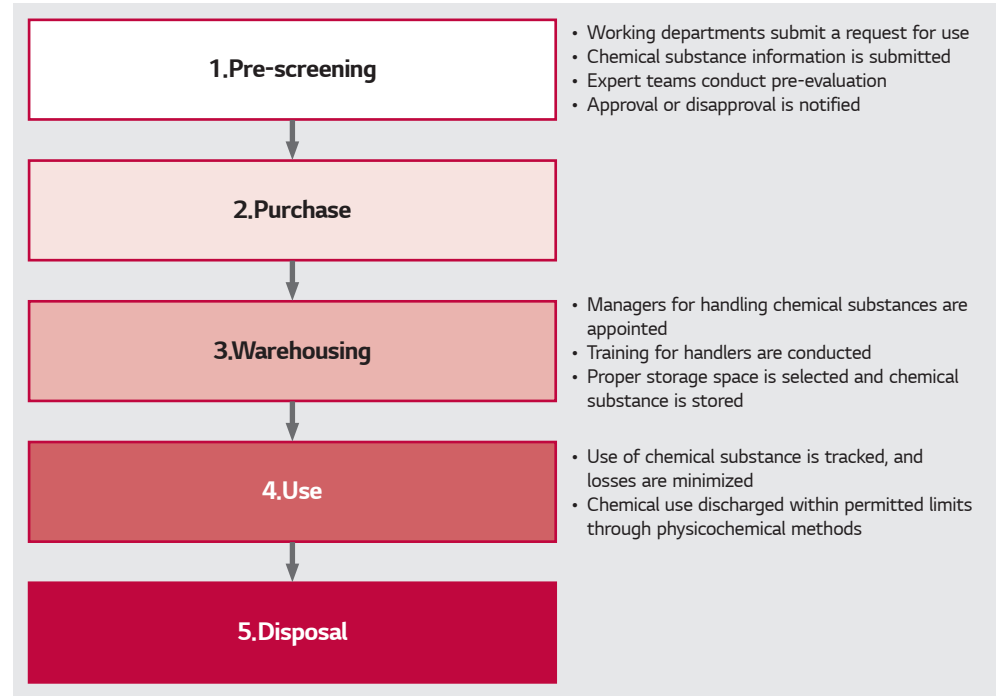 1.Pre-screening
• Working departments submit a request for use
• Chemical substance information is submitted
• Expert teams conduct pre-evaluation
• Approval or disapproval is notified
2.Purchase
3.Warehousing
• Managers for handling chemical substances are
appointed
• Training for handlers are conducted
• Proper storage space is selected and chemical
substance is stored
4.Use
• Use of chemical substance is tracked, and
losses are minimized
• Chemical use discharged within permitted limits
through physicochemical methods
5.Disposal